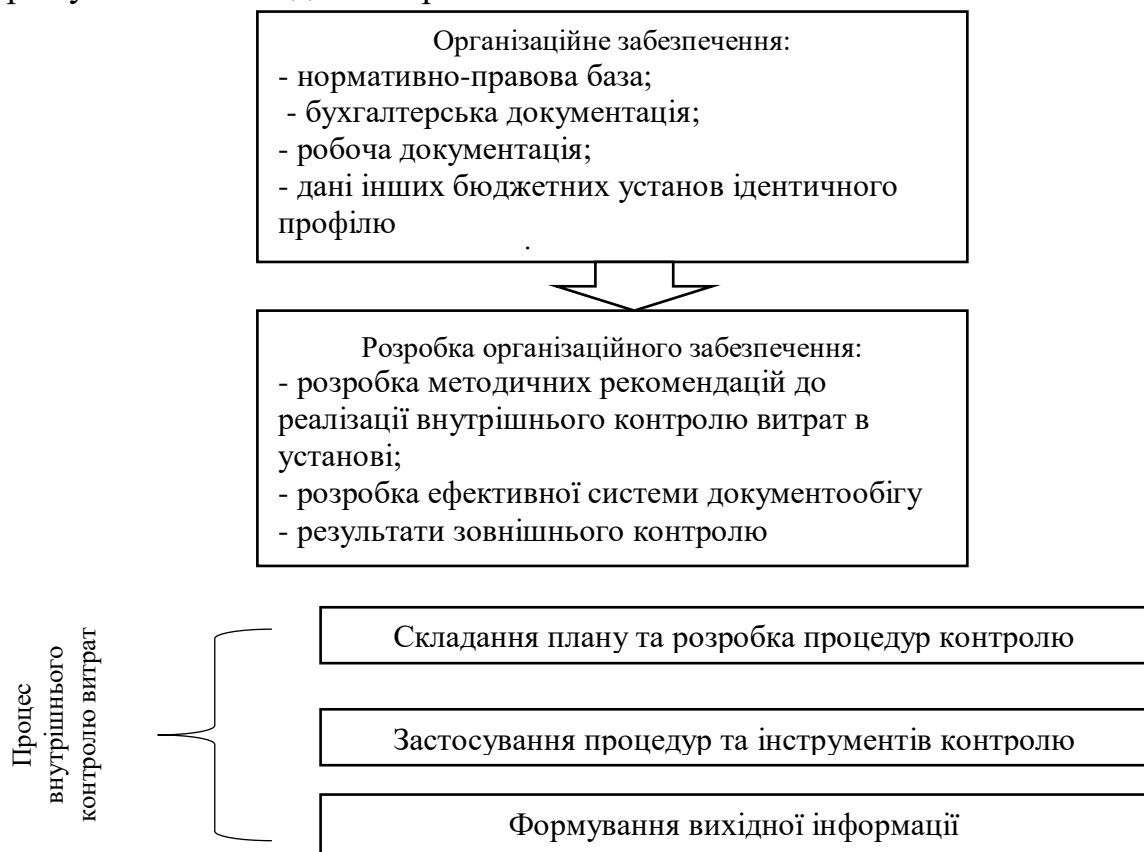 Організаційне забезпечення:
- нормативно-правова база;
- бухгалтерська документація;
- робоча документація;
- дані інших бюджетних установ ідентичного
профілю
.
Розробка організаційного забезпечення:
- розробка методичних рекомендацій до
реалізації внутрішнього контролю витрат в
установі;
- розробка ефективної системи документообігу
- результати зовнішнього контролю
Процес
внутрішнього
контролю витрат
Складання плану та розробка процедур контролю
Застосування процедур та інструментів контролю
Формування вихідної інформації